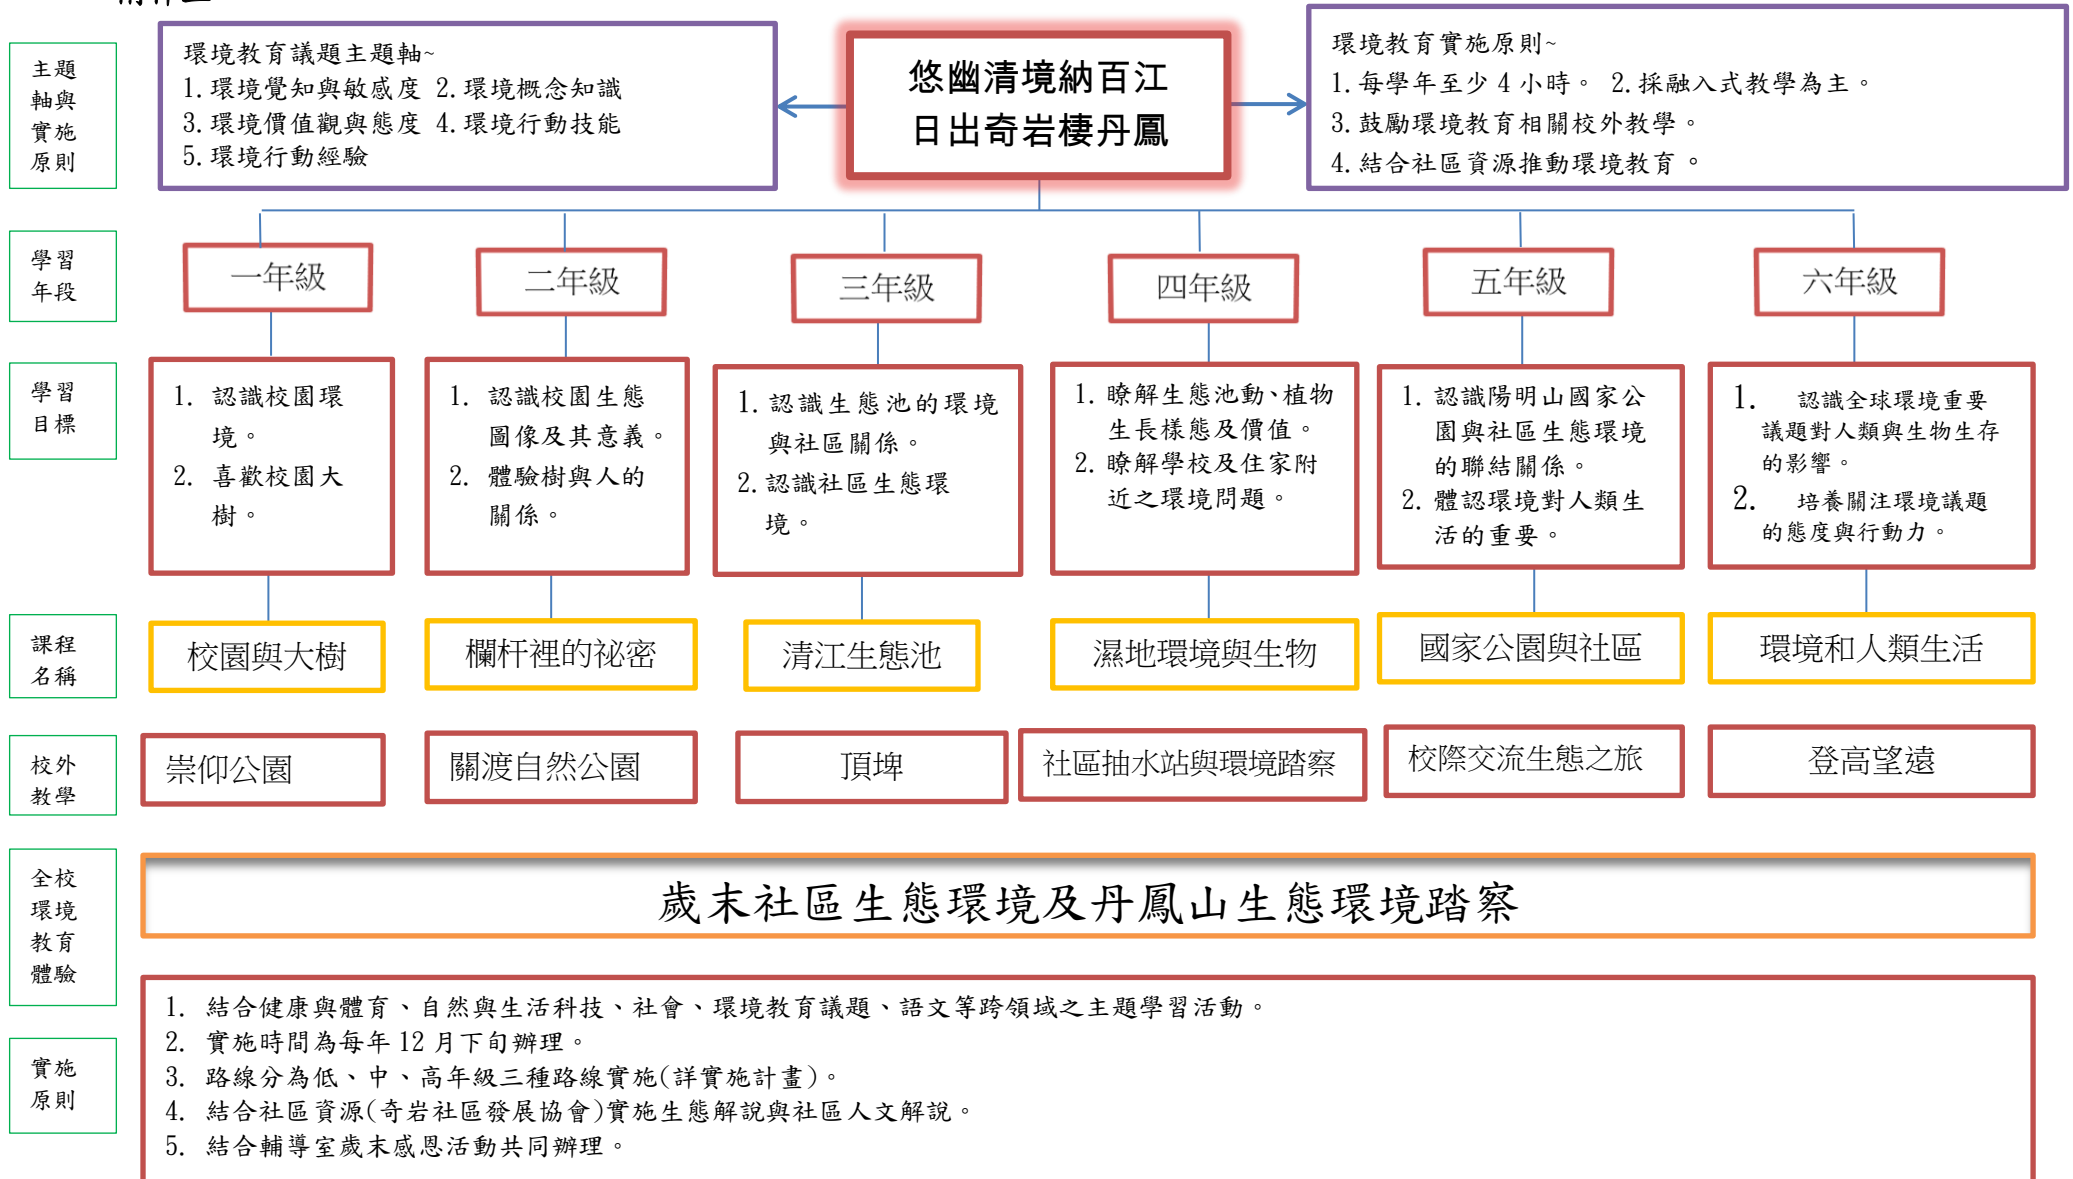 主題
軸與
實施
原則
環境教育議題主題軸~
1.環境覺知與敏感度 2.環境概念知識
3.環境價值觀與態度 4.環境行動技能
5.環境行動經驗
悠幽清境納百江
日出奇岩棲丹鳳
環境教育實施原則~
1.每學年至少 4 小時。 2.採融入式教學為主。
3.鼓勵環境教育相關校外教學。
4.結合社區資源推動環境教育。
學習
年段
一年級
二年級
三年級
四年級
五年級
六年級
學習
目標
1. 認識校園環
境。
2. 喜歡校園大
樹。
1. 認識校園生態
圖像及其意義。
2. 體驗樹與人的
關係。
1.認識生態池的環境
與社區關係。
2.認識社區生態環
境。
1.瞭解生態池動、植物
生長樣態及價值。
2.瞭解學校及住家附
近之環境問題。
1.認識陽明山國家公
園與社區生態環境
的聯結關係。
2.體認環境對人類生
活的重要。
1. 認識全球環境重要
議題對人類與生物生存
的影響。
2. 培養關注環境議題
的態度與行動力。
課程
名稱
校園與大樹
欄杆裡的祕密
清江生態池
濕地環境與生物
國家公園與社區
環境和人類生活
校外
教學
崇仰公園
關渡自然公園
頂埤
社區抽水站與環境踏察
校際交流生態之旅
登高望遠
全校
環境
教育
體驗
歲末社區生態環境及丹鳳山生態環境踏察
實施
原則
1. 結合健康與體育、自然與生活科技、社會、環境教育議題、語文等跨領域之主題學習活動。
2. 實施時間為每年 12 月下旬辦理。
3. 路線分為低、中、高年級三種路線實施(詳實施計畫)。
4. 結合社區資源(奇岩社區發展協會)實施生態解說與社區人文解說。
5. 結合輔導室歲末感恩活動共同辦理。